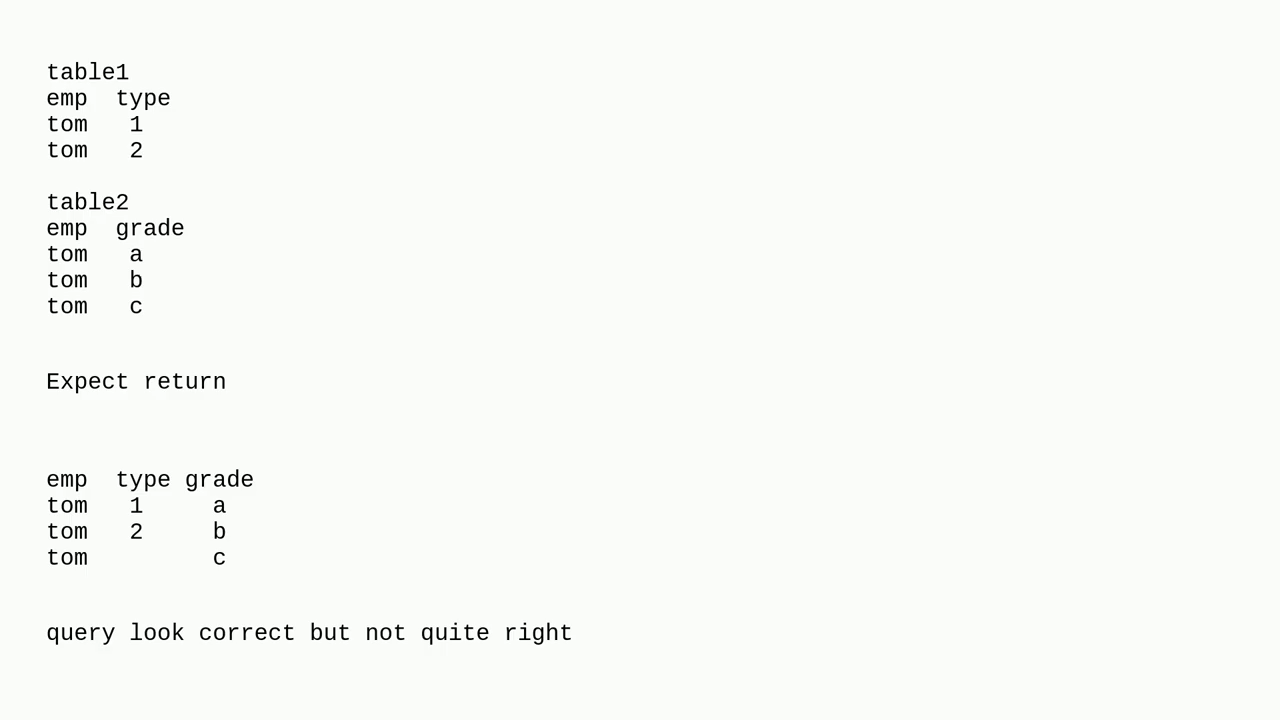 table1
emp  type
tom   1
tom   2
table2
emp  grade
tom   a
tom   b
tom   c
Expect return
emp  type grade
tom   1     a
tom   2     b
tom         c
query look correct but not quite right